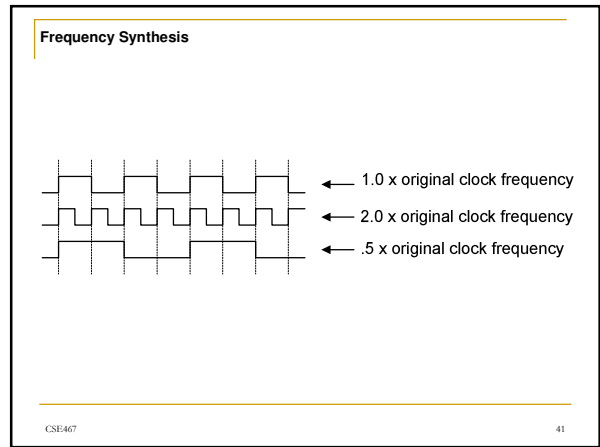 Frequency Synthesis
1.0 x original clock frequency
2.0 x original clock frequency
.5 x original clock frequency
CSE467
41